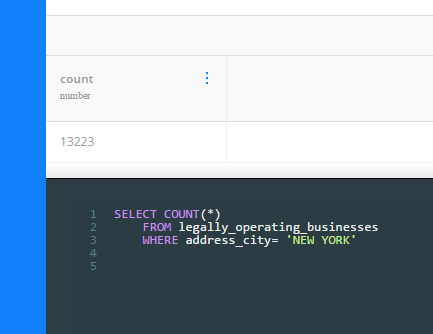 count
number
13223
1 SELECT COUNT(*)
2 FROM legally_operating_businesses
3 WHERE address_city= 'NEW YORK'
4
5